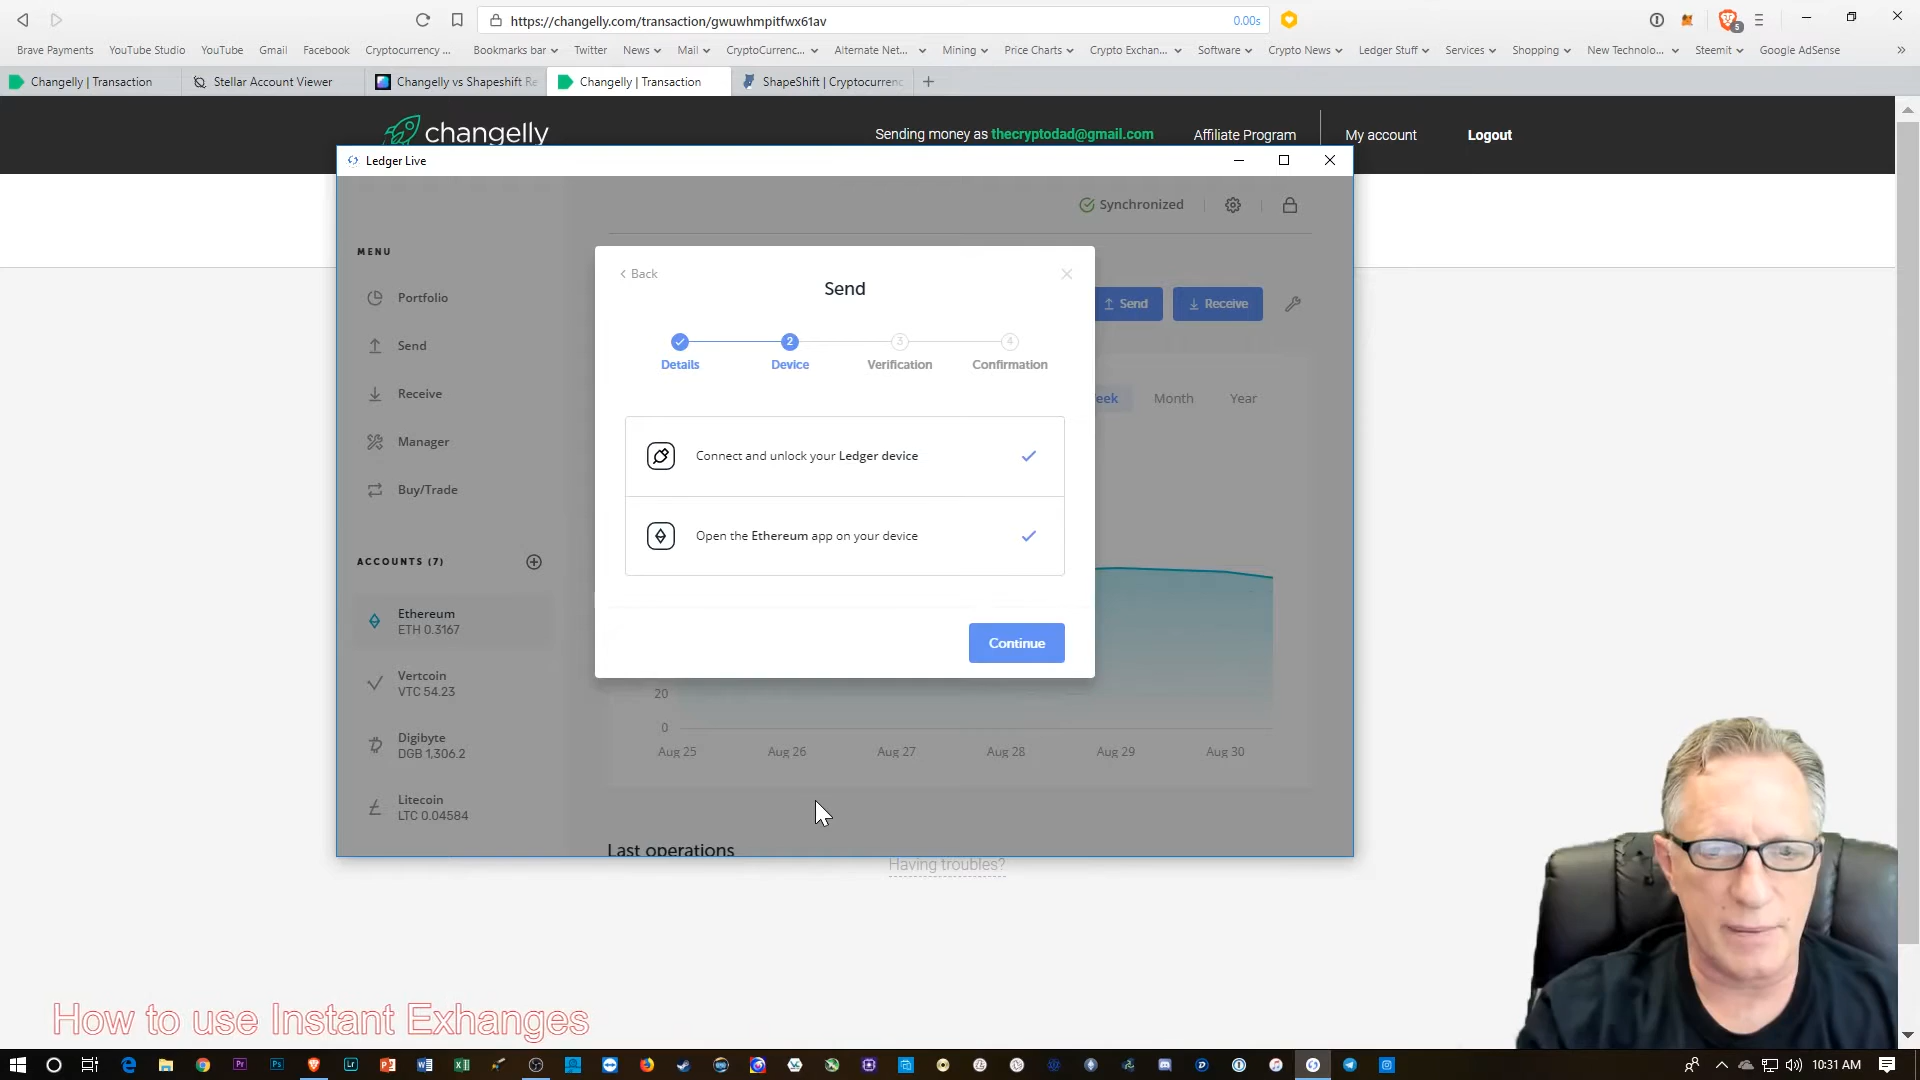 https://changelly.com/transaction/gwuwhmpitfwx61av
0.00s
5
Brave Payments YouTube Studio YouTube Gmail Facebook Cryptocurrency ... Bookmarks bar Twitter News Mail CryptoCurrenc... Alternate Net... Mining Price Charts Crypto Exchan... Software Crypto News Ledger Stuff Services Shopping New Technolo... Steemit Google AdSense »
Changelly | Transaction
Stellar Account Viewer
Changelly vs Shapeshift Re
Changelly | Transaction
ShapeShift | Cryptocurrenc
changelly
Sending money as thecryptodad@gmail.com
Affiliate Program
My account
Logout
Ledger Live
Synchronized
MENU
Portfolio
Send
Receive
Manager
Buy/Trade
ACCOUNTS (7)
Ethereum
ETH 0.3167
Vertcoin
VTC 54.23
Digibyte
DGB 1,306.2
Litecoin
LTC 0.04584
Send
Receive
eek
Month
Year
Back
Send
2
3
4
Details
Device
Verification
Confirmation
Connect and unlock your Ledger device
Open the Ethereum app on your device
Continue
20
0
Aug 25
Aug 26
Aug 27
Aug 28
Aug 29
Aug 30
Last operations
Having troubles?
How to use Instant Exhanges
10:31 AM